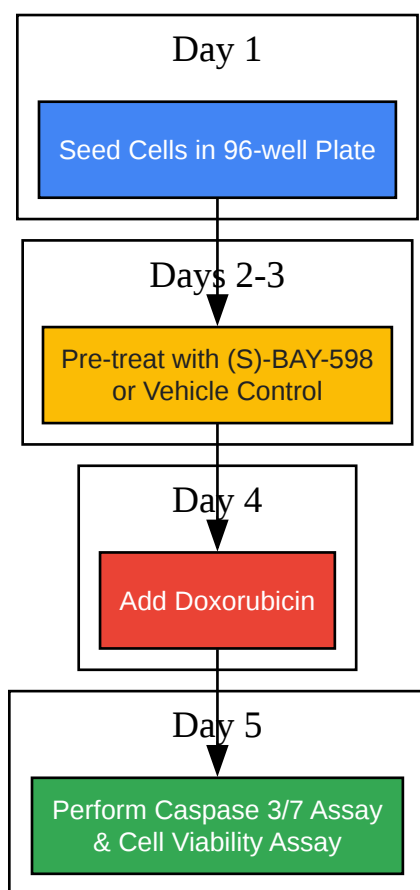 Day 1
Seed Cells in 96-well Plate
Days 2-3
Pre-treat with (S)-BAY-598
or Vehicle Control
Day 4
Add Doxorubicin
Day 5
Perform Caspase 3/7 Assay
& Cell Viability Assay